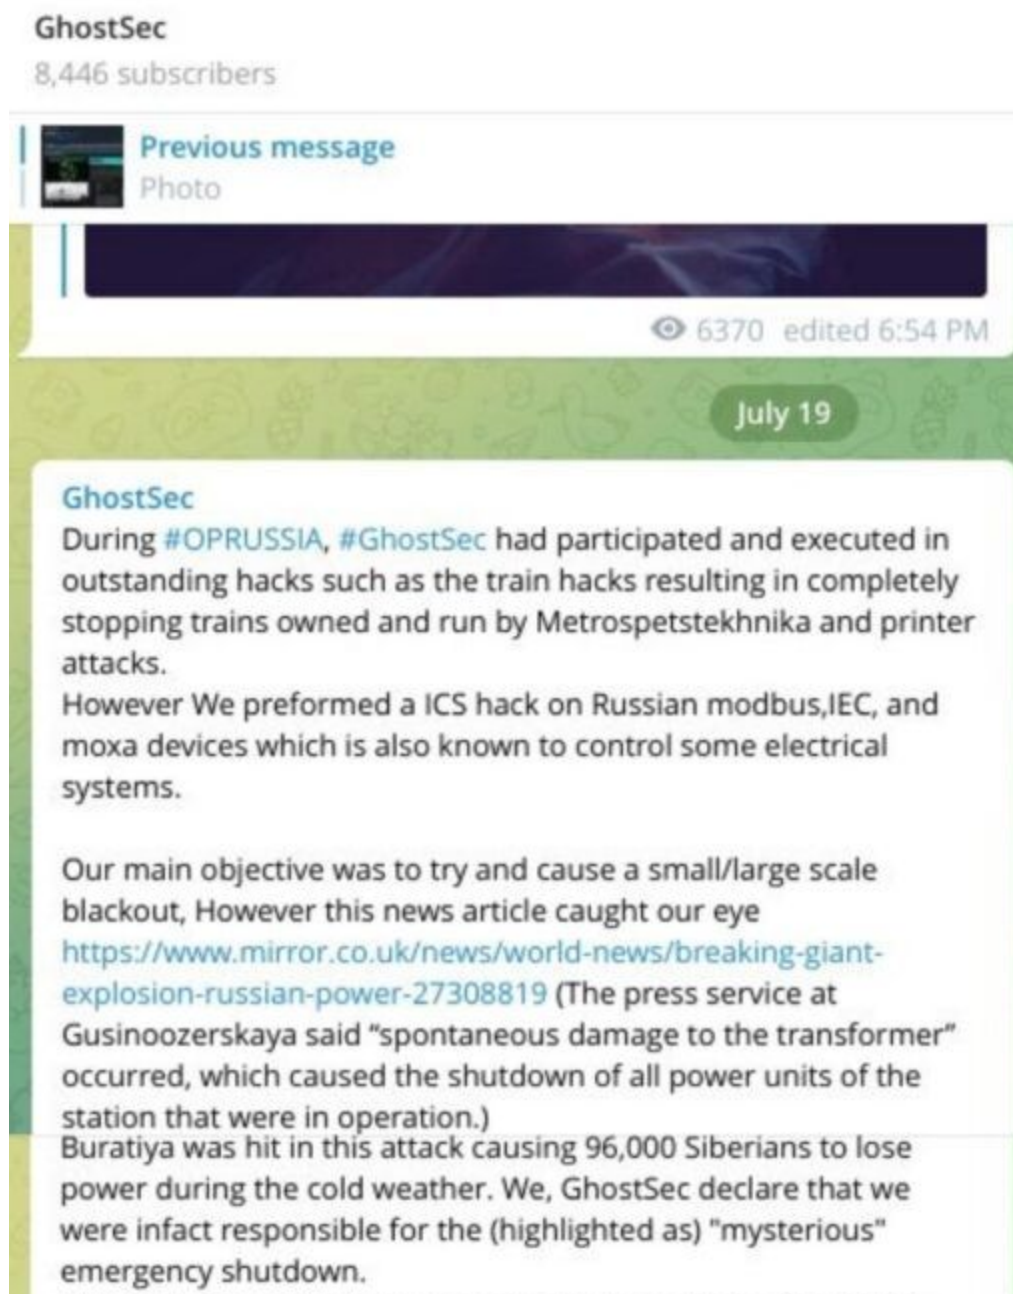 GhostSec
8,446 subscribers
Previous message
Photo
6370 edited 6:54 PM
July 19
GhostSec
During #OPRUSSIA, #GhostSec had participated and executed in
outstanding hacks such as the train hacks resulting in completely
stopping trains owned and run by Metrospetstekhnika and printer
attacks.
However We preformed a ICS hack on Russian modbus,IEC, and
moxa devices which is also known to control some electrical
systems.
Our main objective was to try and cause a small/large scale
blackout, However this news article caught our eye
https://www.mirror.co.uk/news/world-news/breaking-giant-
explosion-russian-power-27308819 (The press service at
Gusinoozerskaya said “spontaneous damage to the transformer”
occurred, which caused the shutdown of all power units of the
station that were in operation.)
Buratiya was hit in this attack causing 96,000 Siberians to lose
power during the cold weather. We, GhostSec declare that we
were infact responsible for the (highlighted as) "mysterious"
emergency shutdown.